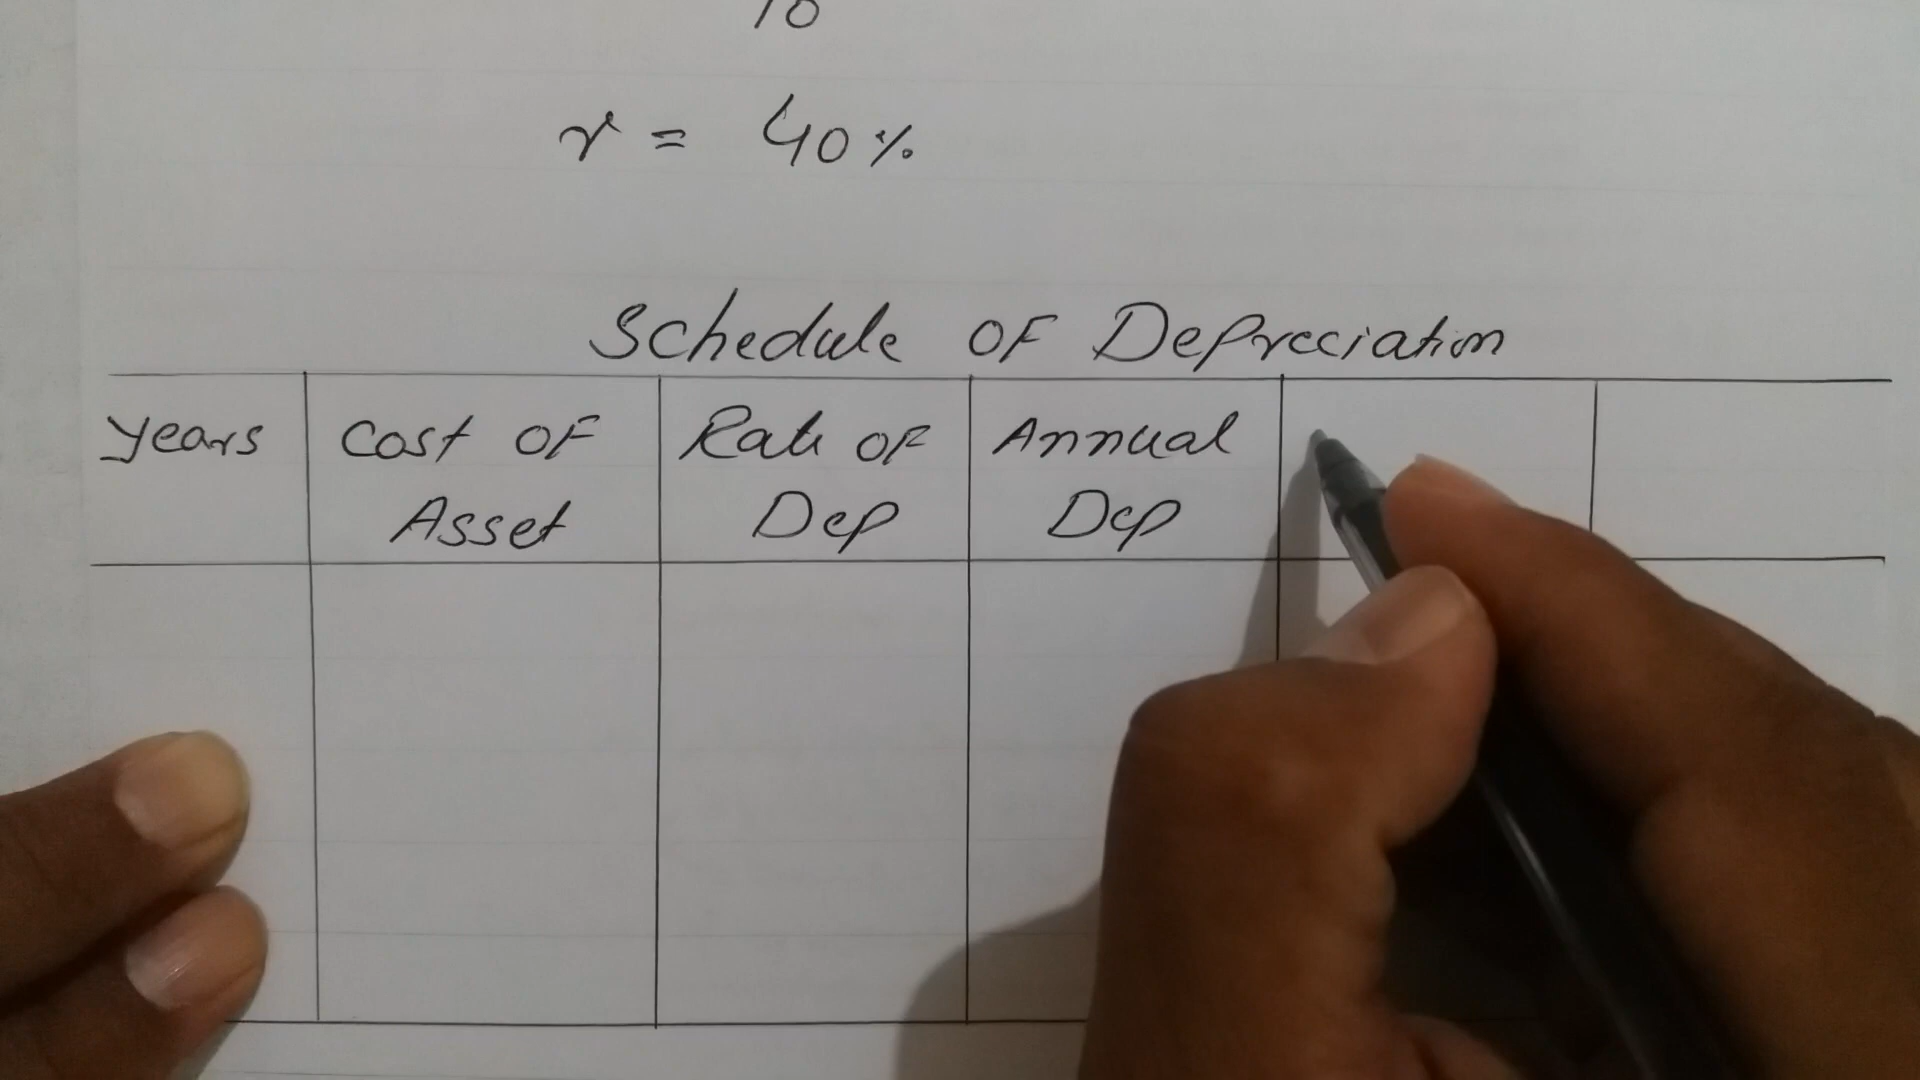 10
r = 40%
Schedule OF Depreciation
years
Cost OF
Asset
Rate OF
Dep
Annual
Dep